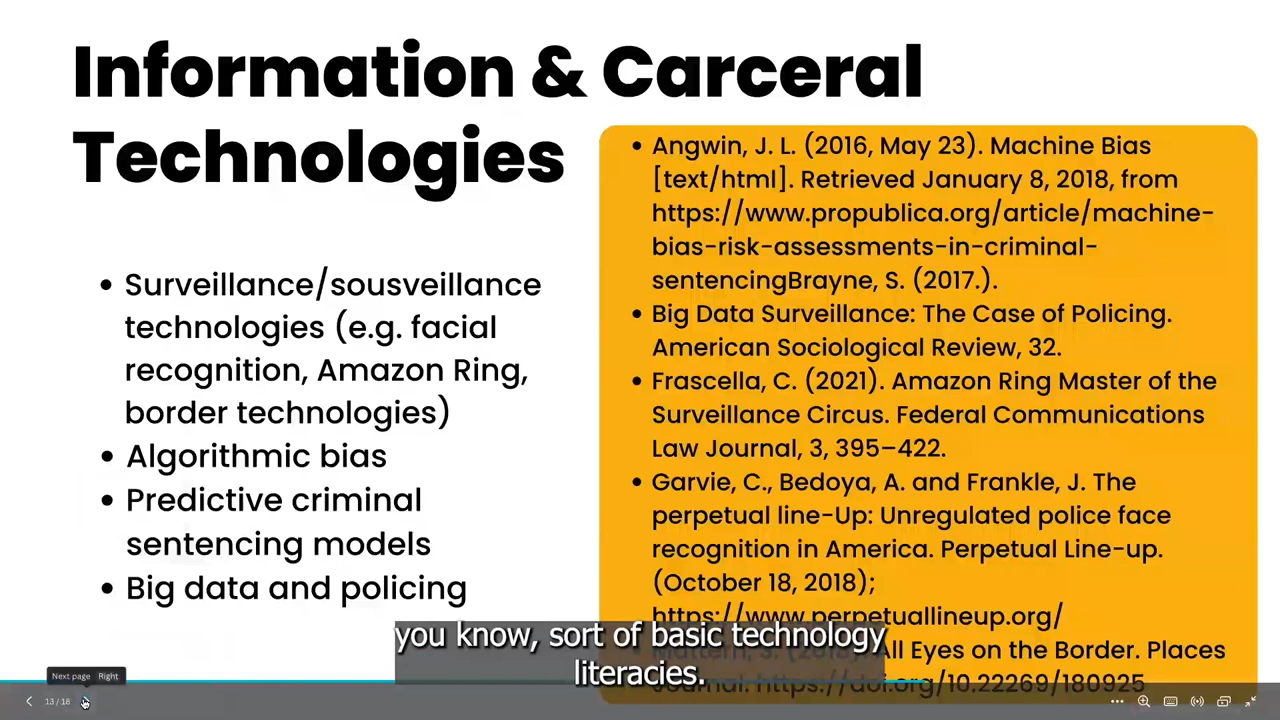 Information & Carceral
Technologies
• Surveillance/sousveillance
technologies (e.g. facial
recognition, Amazon Ring,
border technologies)
• Algorithmic bias
• Predictive criminal
sentencing models
• Big data and policing
• Angwin, J. L. (2016, May 23). Machine Bias
[text/html]. Retrieved January 8, 2018, from
https://www.propublica.org/article/machine-
bias-risk-assessments-in-criminal-
sentencingBrayne, S. (2017.).
• Big Data Surveillance: The Case of Policing.
American Sociological Review, 32.
• Frascella, C. (2021). Amazon Ring Master of the
Surveillance Circus. Federal Communications
Law Journal, 3, 395–422.
• Garvie, C., Bedoya, A. and Frankle, J. The
perpetual line-Up: Unregulated police face
recognition in America. Perpetual Line-up.
(October 18, 2018);
https://www.perpetuallineup.org/
All Eyes on the Border. Places
Journal. https://doi.org/10.22269/180925
you know, sort of basic technology
literacies.
Next page Right
13 / 18